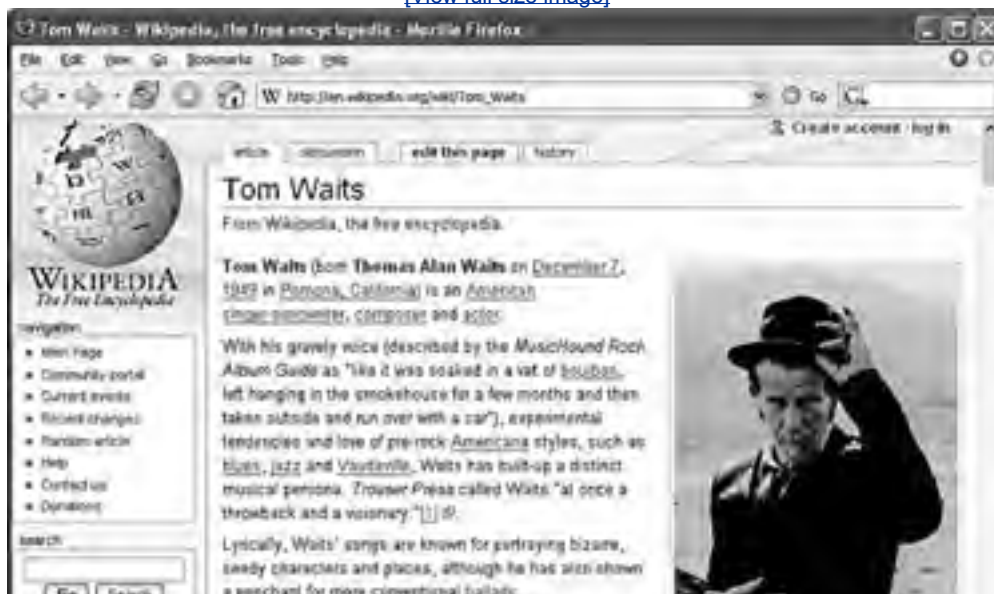 [View full size image]
Tom Waits - Wikipedia, the free encyclopedia - Mozilla Firefox
File Edit View Go Bookmarks Tools Help
W http://en.wikipedia.org/wiki/Tom_Waits Go G
Create account / log in
article discussion edit this page history
Tom Waits
From Wikipedia, the free encyclopedia.
WIKIPEDIA
The Free Encyclopedia
navigation
Main Page
Community portal
Current events
Recent changes
Random article
Help
Contact us
Donations
search
Go Search
Tom Waits (born Thomas Alan Waits on December 7,
1949 in Pomona, California) is an American
singer-songwriter, composer and actor.
With his gravely voice (described by the MusicHound Rock
Album Guide as "like it was soaked in a vat of bourbon,
left hanging in the smokehouse for a few months and then
taken outside and run over with a car"), experimental
tendencies and love of pre-rock Americana styles, such as
blues, jazz and Vaudeville, Waits has built-up a distinct
musical persona. Trouser Press called Waits "at once a
throwback and a visionary."[1]
Lyrically, Waits' songs are known for portraying bizarre,
seedy characters and places, although he has also shown
a penchant for more conventional ballads.